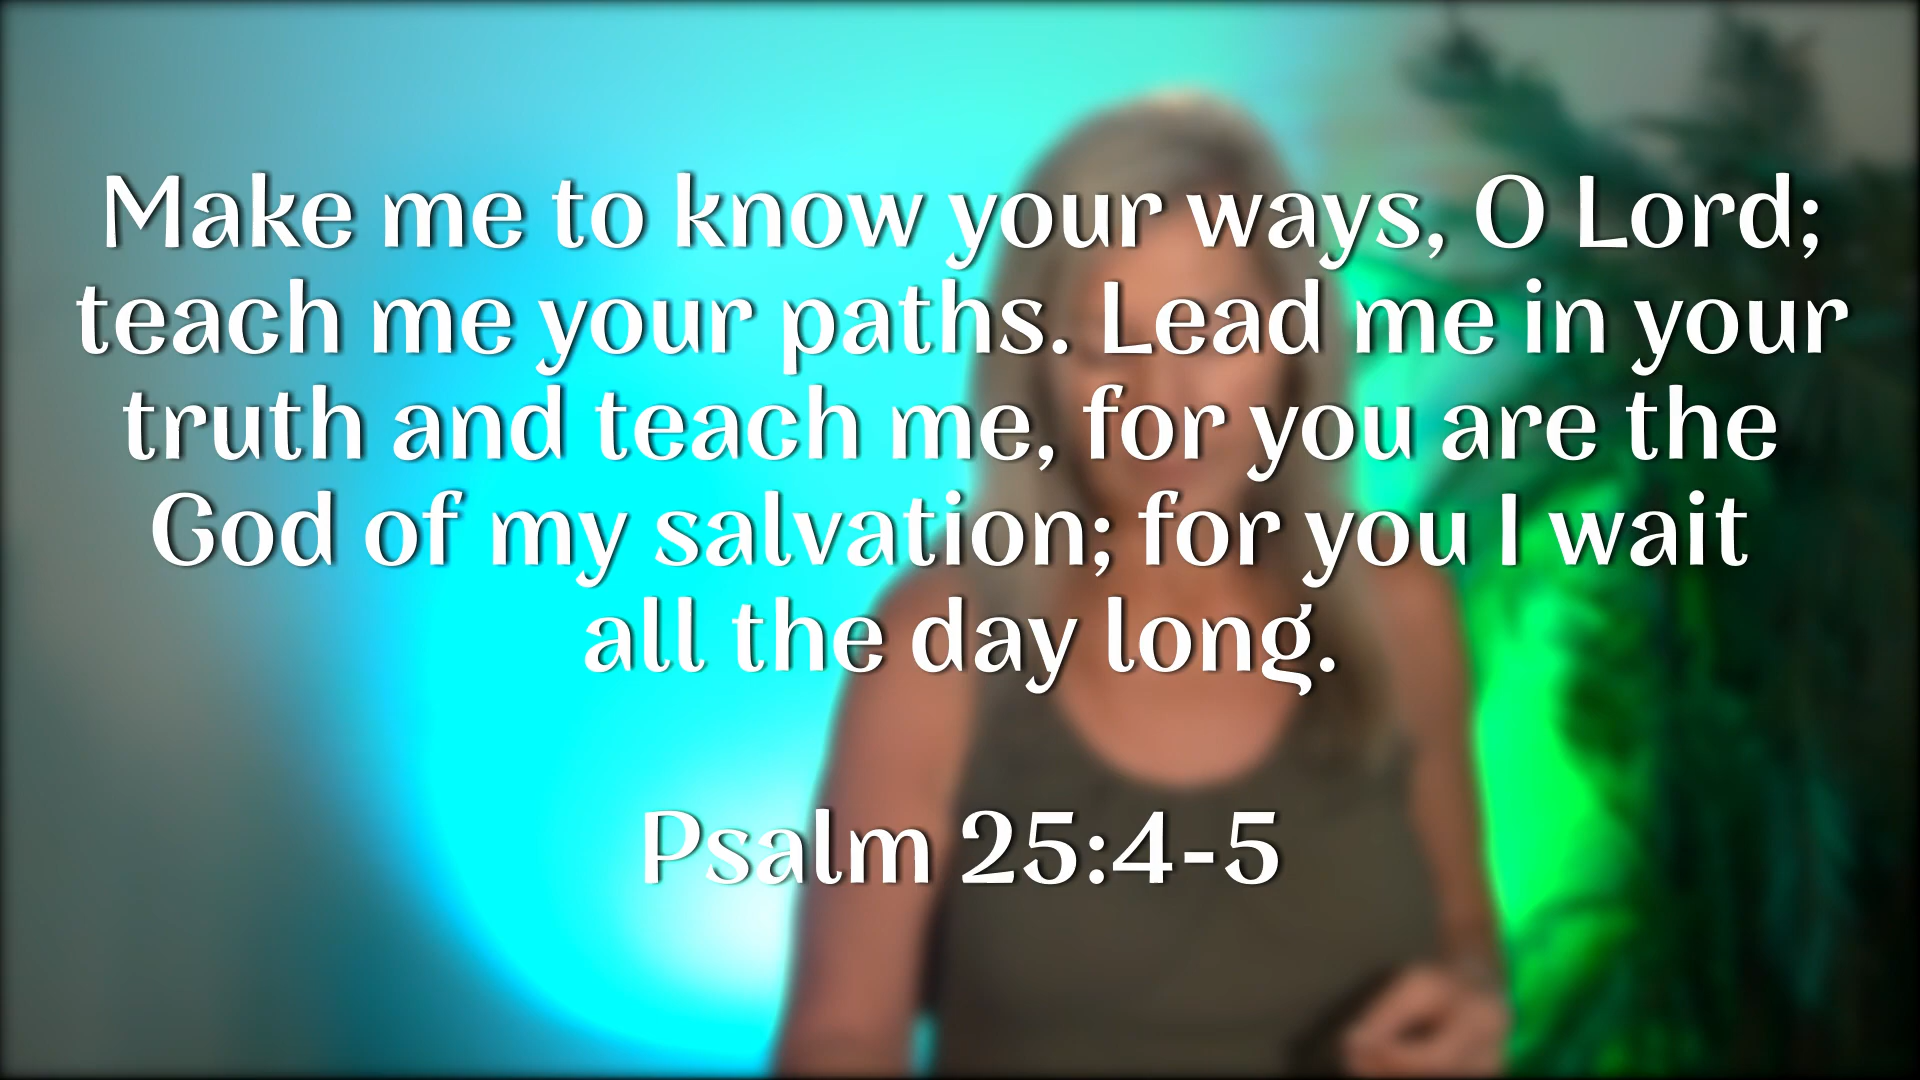 Make me to know your ways, O Lord;
teach me your paths. Lead me in your
truth and teach me, for you are the
God of my salvation; for you I wait
all the day long.
Psalm 25:4-5